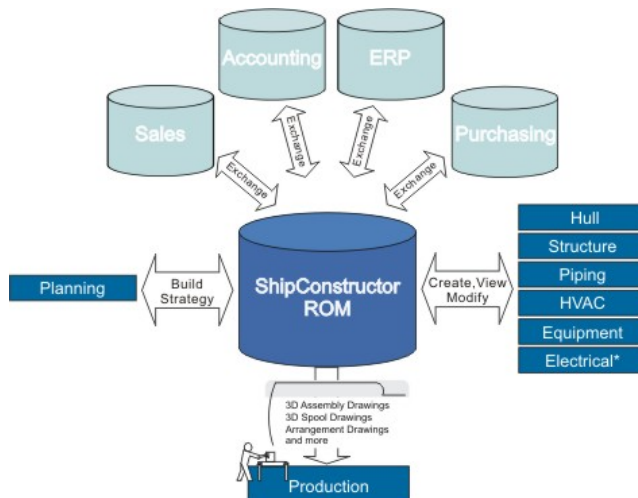 Accounting
ERP
Sales
Purchasing
Exchange
Exchange
Exchange
Exchange
Hull
Structure
Piping
HVAC
Equipment
Electrical*
Planning
Build
Strategy
ShipConstructor
ROM
Create,View
Modify
3D Assembly Drawings
3D Spool Drawings
Arrangement Drawings
and more
Production